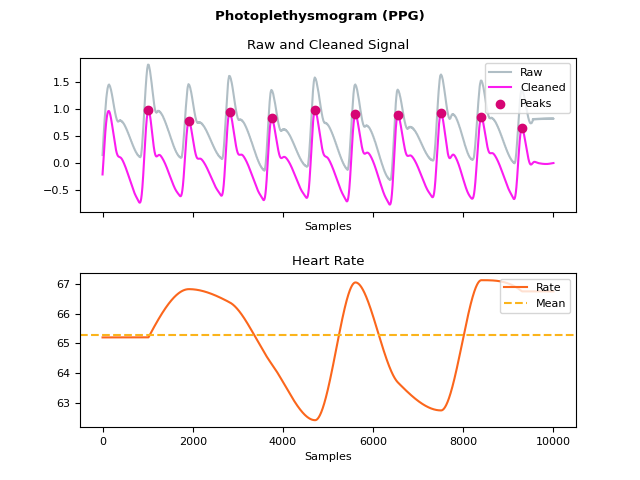 Photoplethysmogram (PPG)
Raw and Cleaned Signal
1.5
1.0
0.5
0.0
−0.5
Raw
Cleaned
Peaks
Samples
Heart Rate
67
66
65
64
63
Rate
Mean
0 2000 4000 6000 8000 10000
Samples